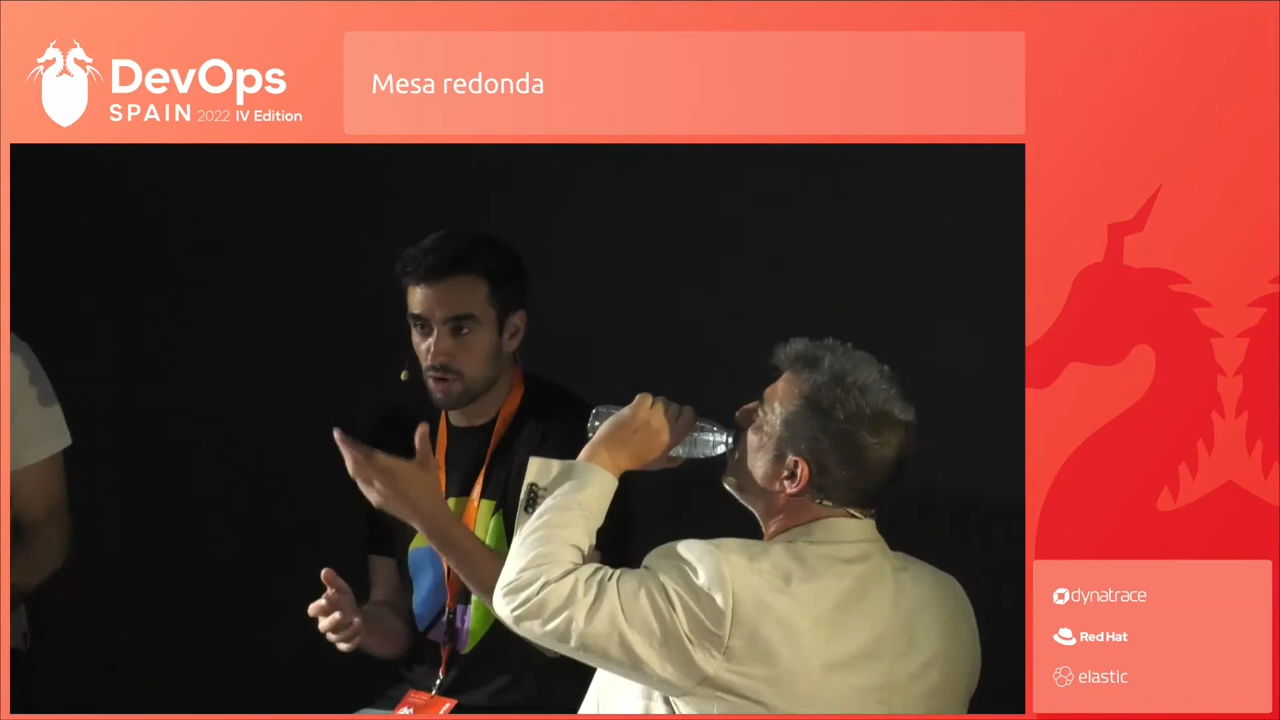 DevOps
SPAIN 2022 IV Edition
Mesa redonda
dynatrace
Red Hat
elastic